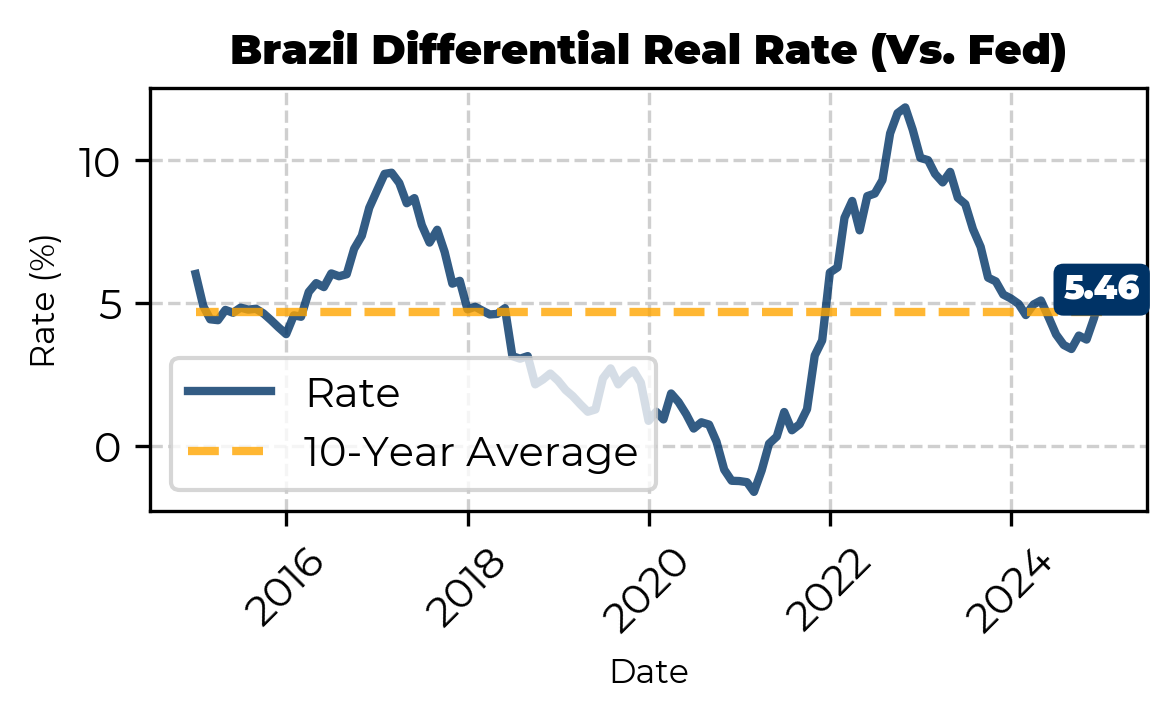 Brazil Differential Real Rate (Vs. Fed)
Rate (%)
10
5
0
5.46
Rate
10-Year Average
2016
2018
2020
2022
2024
Date